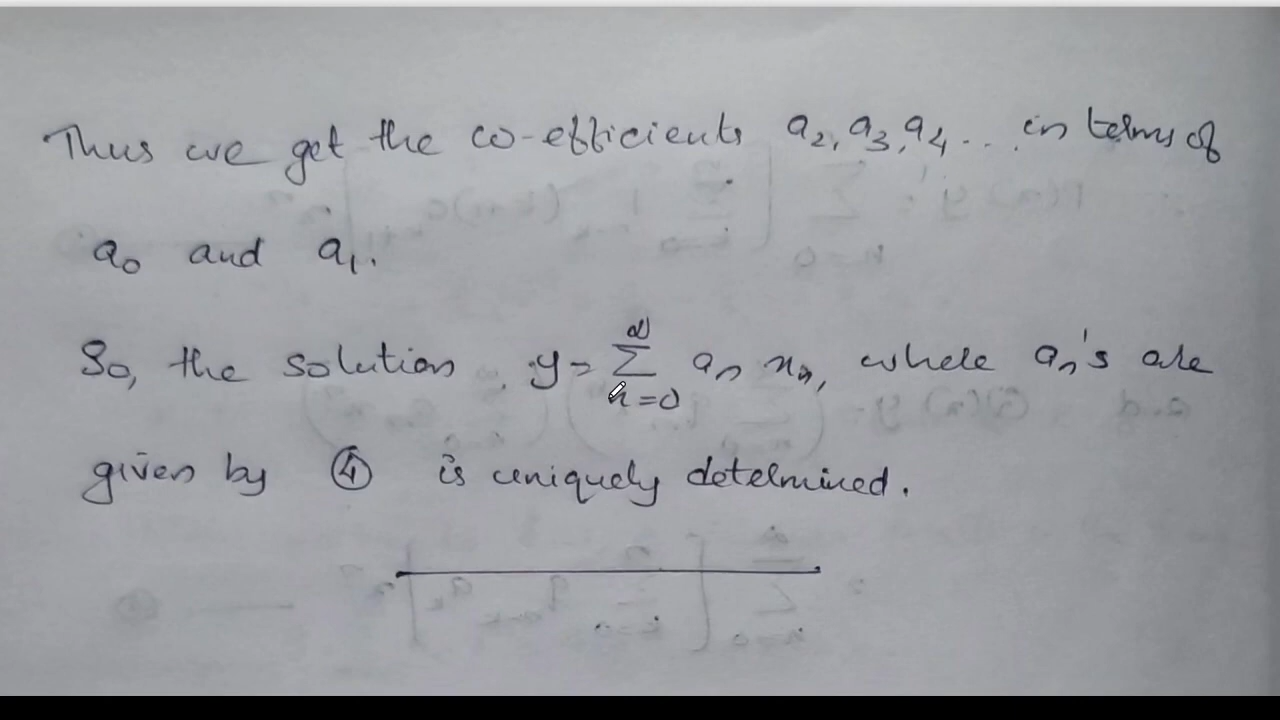 Thus we get the co-efficients a₂, a₃, a₄ ... in terms of
a₀ and a₁.
So, the solution y = ∑_{n=0}^{∞} aₙ xₙ, where aₙ's are
given by ④ is uniquely determined.